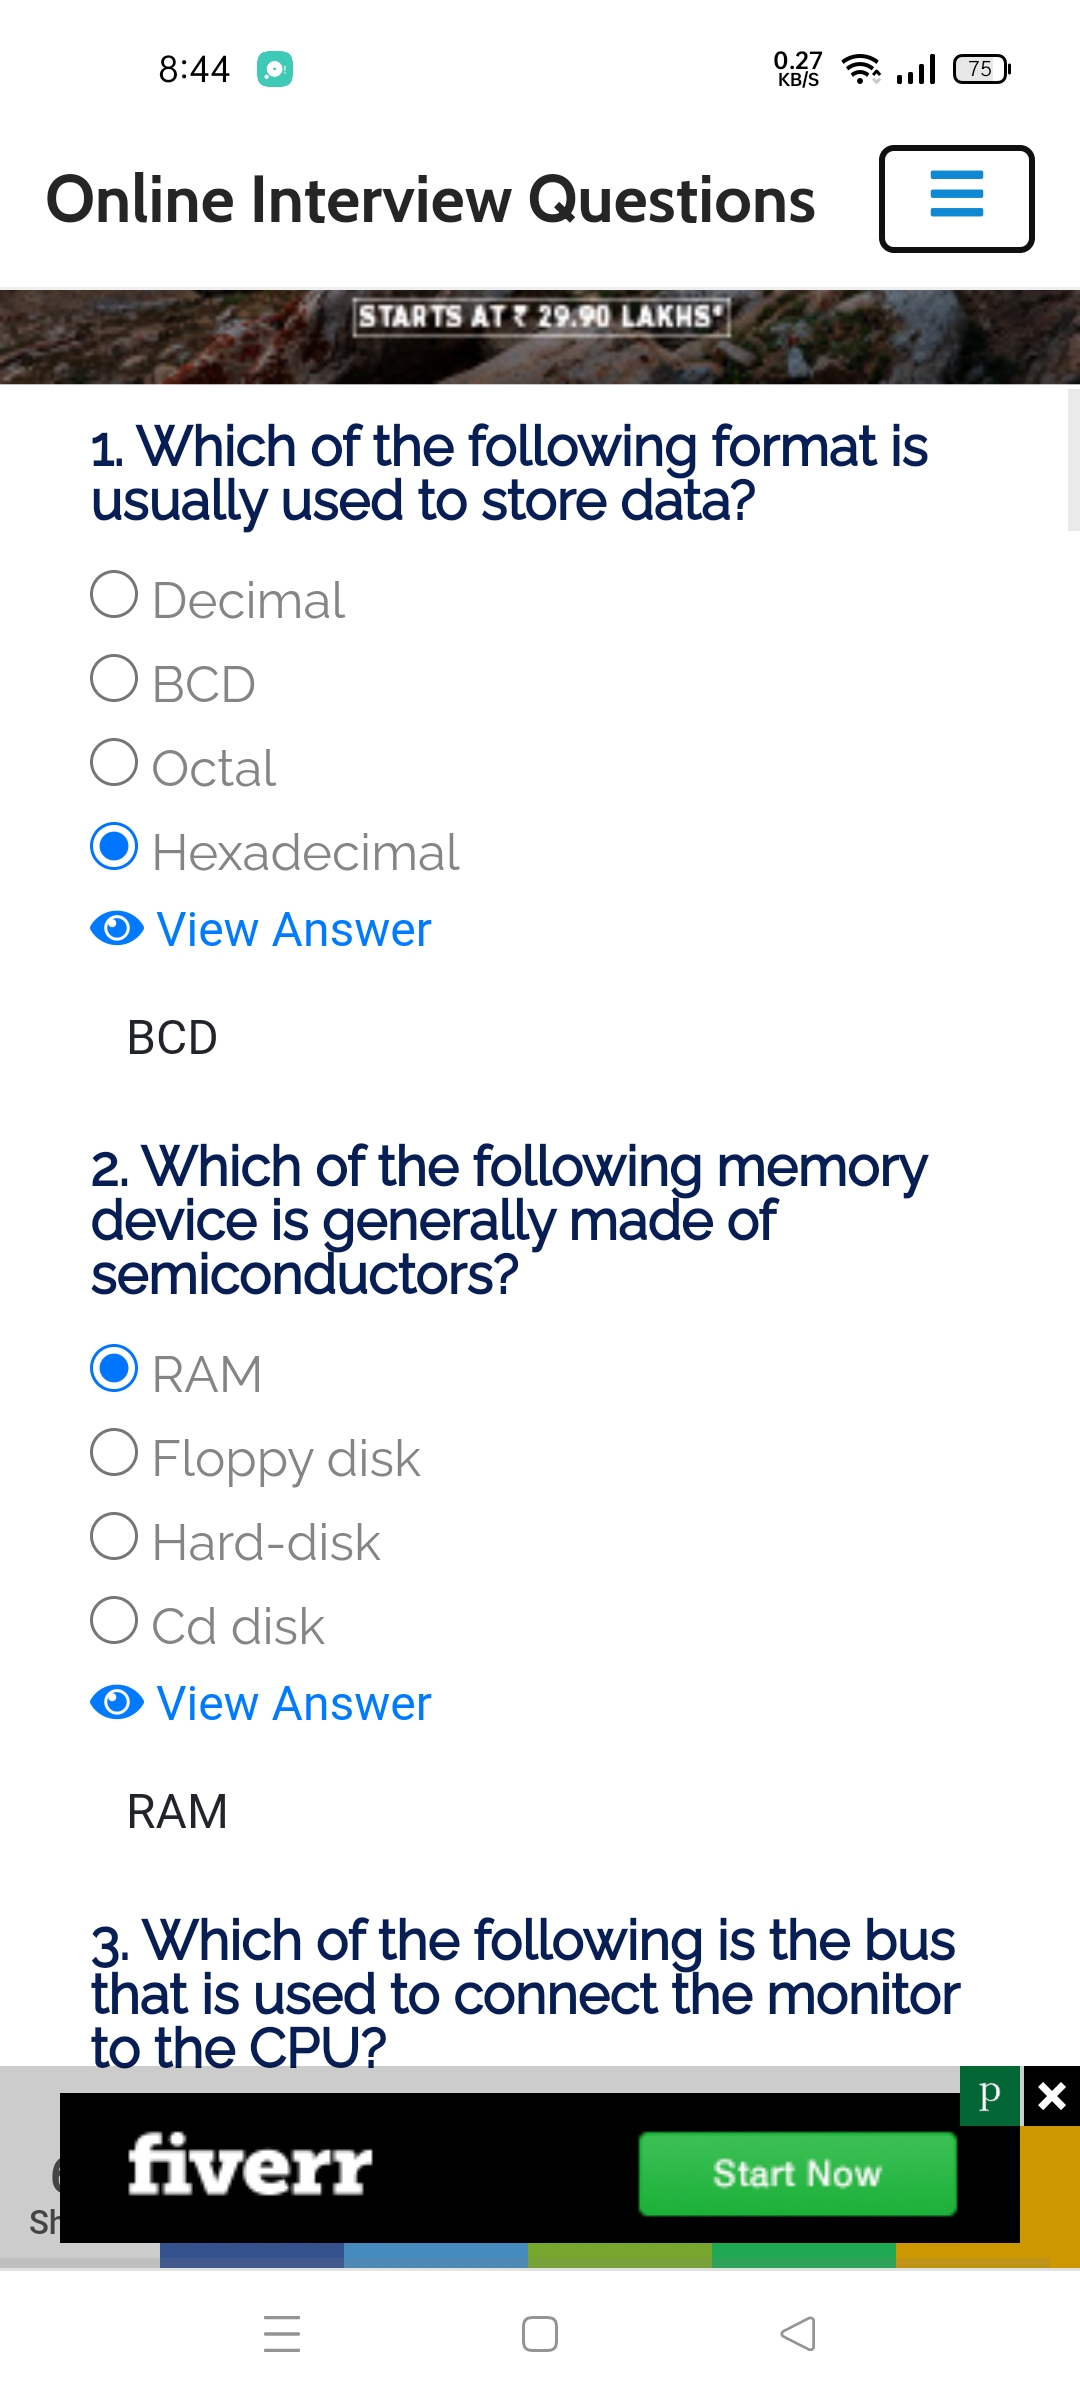 8:44
0.27
KB/S
75
Online Interview Questions
STARTS AT ₹ 29.90 LAKHS*
1. Which of the following format is
usually used to store data?
Decimal
BCD
Octal
Hexadecimal
View Answer
BCD
2. Which of the following memory
device is generally made of
semiconductors?
RAM
Floppy disk
Hard-disk
Cd disk
View Answer
RAM
3. Which of the following is the bus
that is used to connect the monitor
to the CPU?
p
fiverr
Start Now